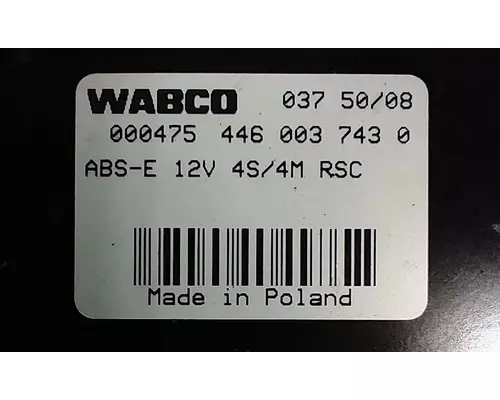 WABCO 037 50/08
000475 446 003 743 0
ABS-E 12V 4S/4M RSC
Made in Poland